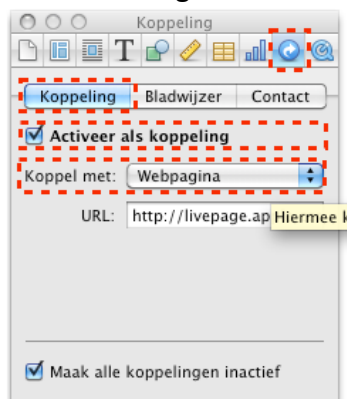 Koppeling
T
Koppeling Bladwijzer Contact
Activeer als koppeling
Koppel met: Webpagina
URL: http://livepage.ap Hiermee k
Maak alle koppelingen inactief